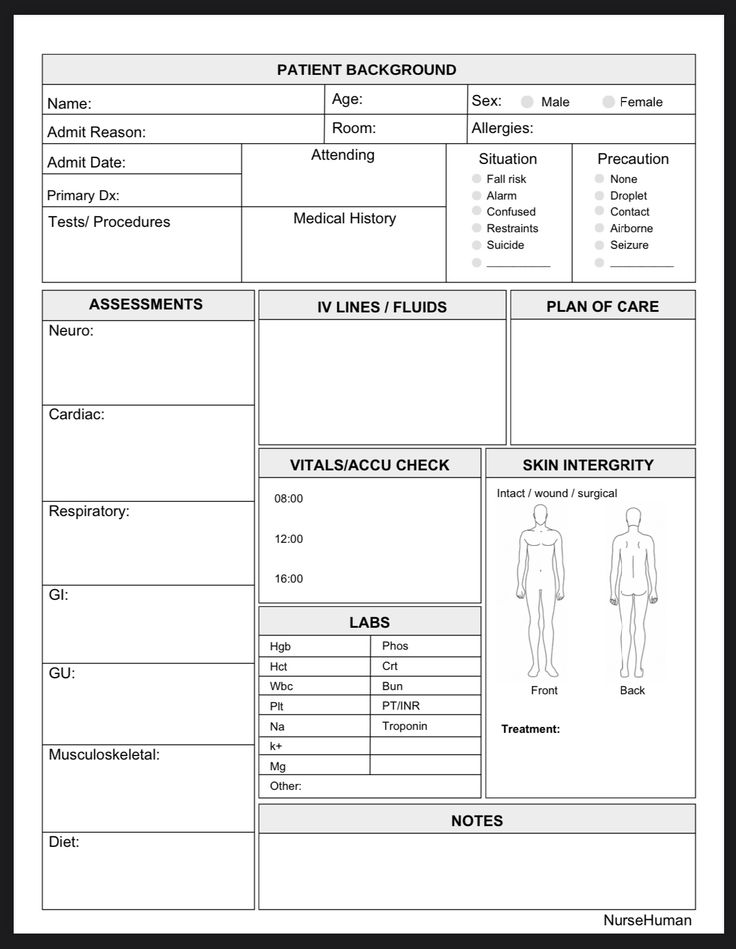 PATIENT BACKGROUND
Name:
Age:
Sex: Male Female
Admit Reason:
Room:
Allergies:
Admit Date:
Primary Dx:
Tests/ Procedures
Attending
Medical History
Situation
Fall risk
Alarm
Confused
Restraints
Suicide
___________
Precaution
None
Droplet
Contact
Airborne
Seizure
___________
ASSESSMENTS
Neuro:
Cardiac:
Respiratory:
GI:
GU:
Musculoskeletal:
Diet:
IV LINES / FLUIDS
PLAN OF CARE
VITALS/ACCU CHECK
08:00
12:00
16:00
LABS
Hgb Phos
Hct Crt
Wbc Bun
Plt PT/INR
Na Troponin
k+
Mg
Other:
SKIN INTERGRITY
Intact / wound / surgical
Front Back
Treatment:
NOTES
NurseHuman